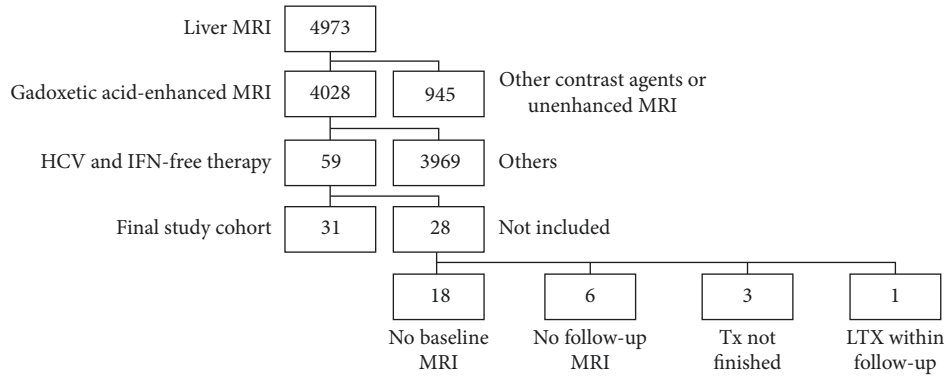 Liver MRI 4973
Gadoxetic acid-enhanced MRI 4028 945 Other contrast agents or
unenhanced MRI
HCV and IFN-free therapy 59 3969 Others
Final study cohort 31 28 Not included
18 6 3 1
No baseline No follow-up Tx not LTX within
MRI MRI finished follow-up